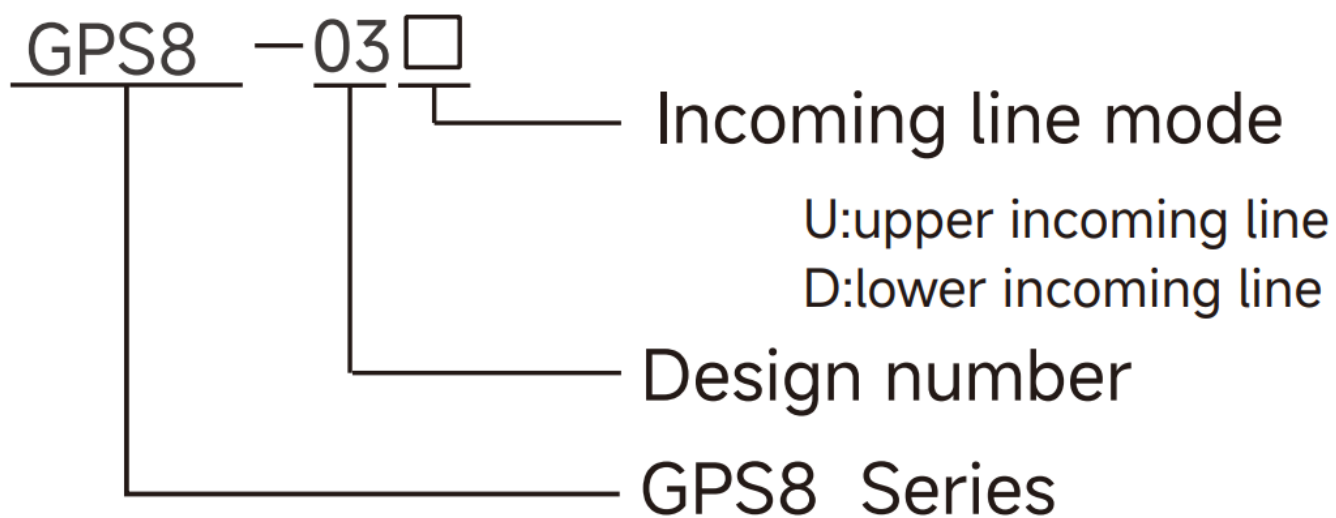 GPS8 —03□
Incoming line mode
U:upper incoming line
D:lower incoming line
Design number
GPS8 Series